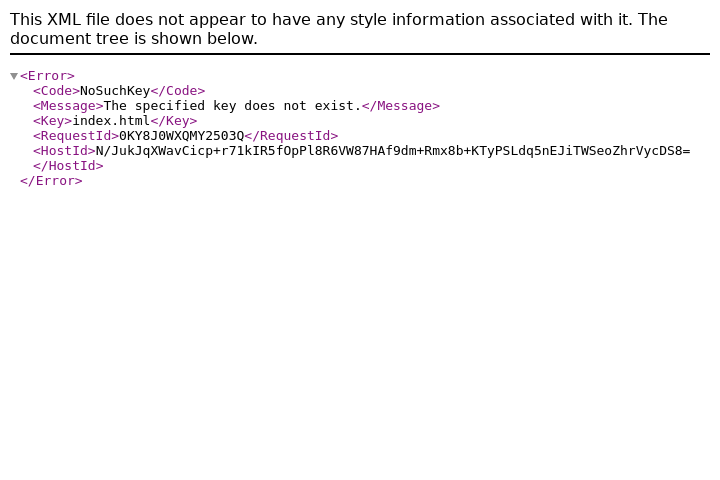 This XML file does not appear to have any style information associated with it. The
document tree is shown below.
<Error>
<Code>NoSuchKey</Code>
<Message>The specified key does not exist.</Message>
<Key>index.html</Key>
<RequestId>0KY8J0WXQMY2503Q</RequestId>
<HostId>N/JukJqXWavCicp+r71kIR5fOpPl8R6VW87HAf9dm+Rmx8b+KTyPSLdq5nEJiTWSeoZhrVycDS8=
</HostId>
</Error>